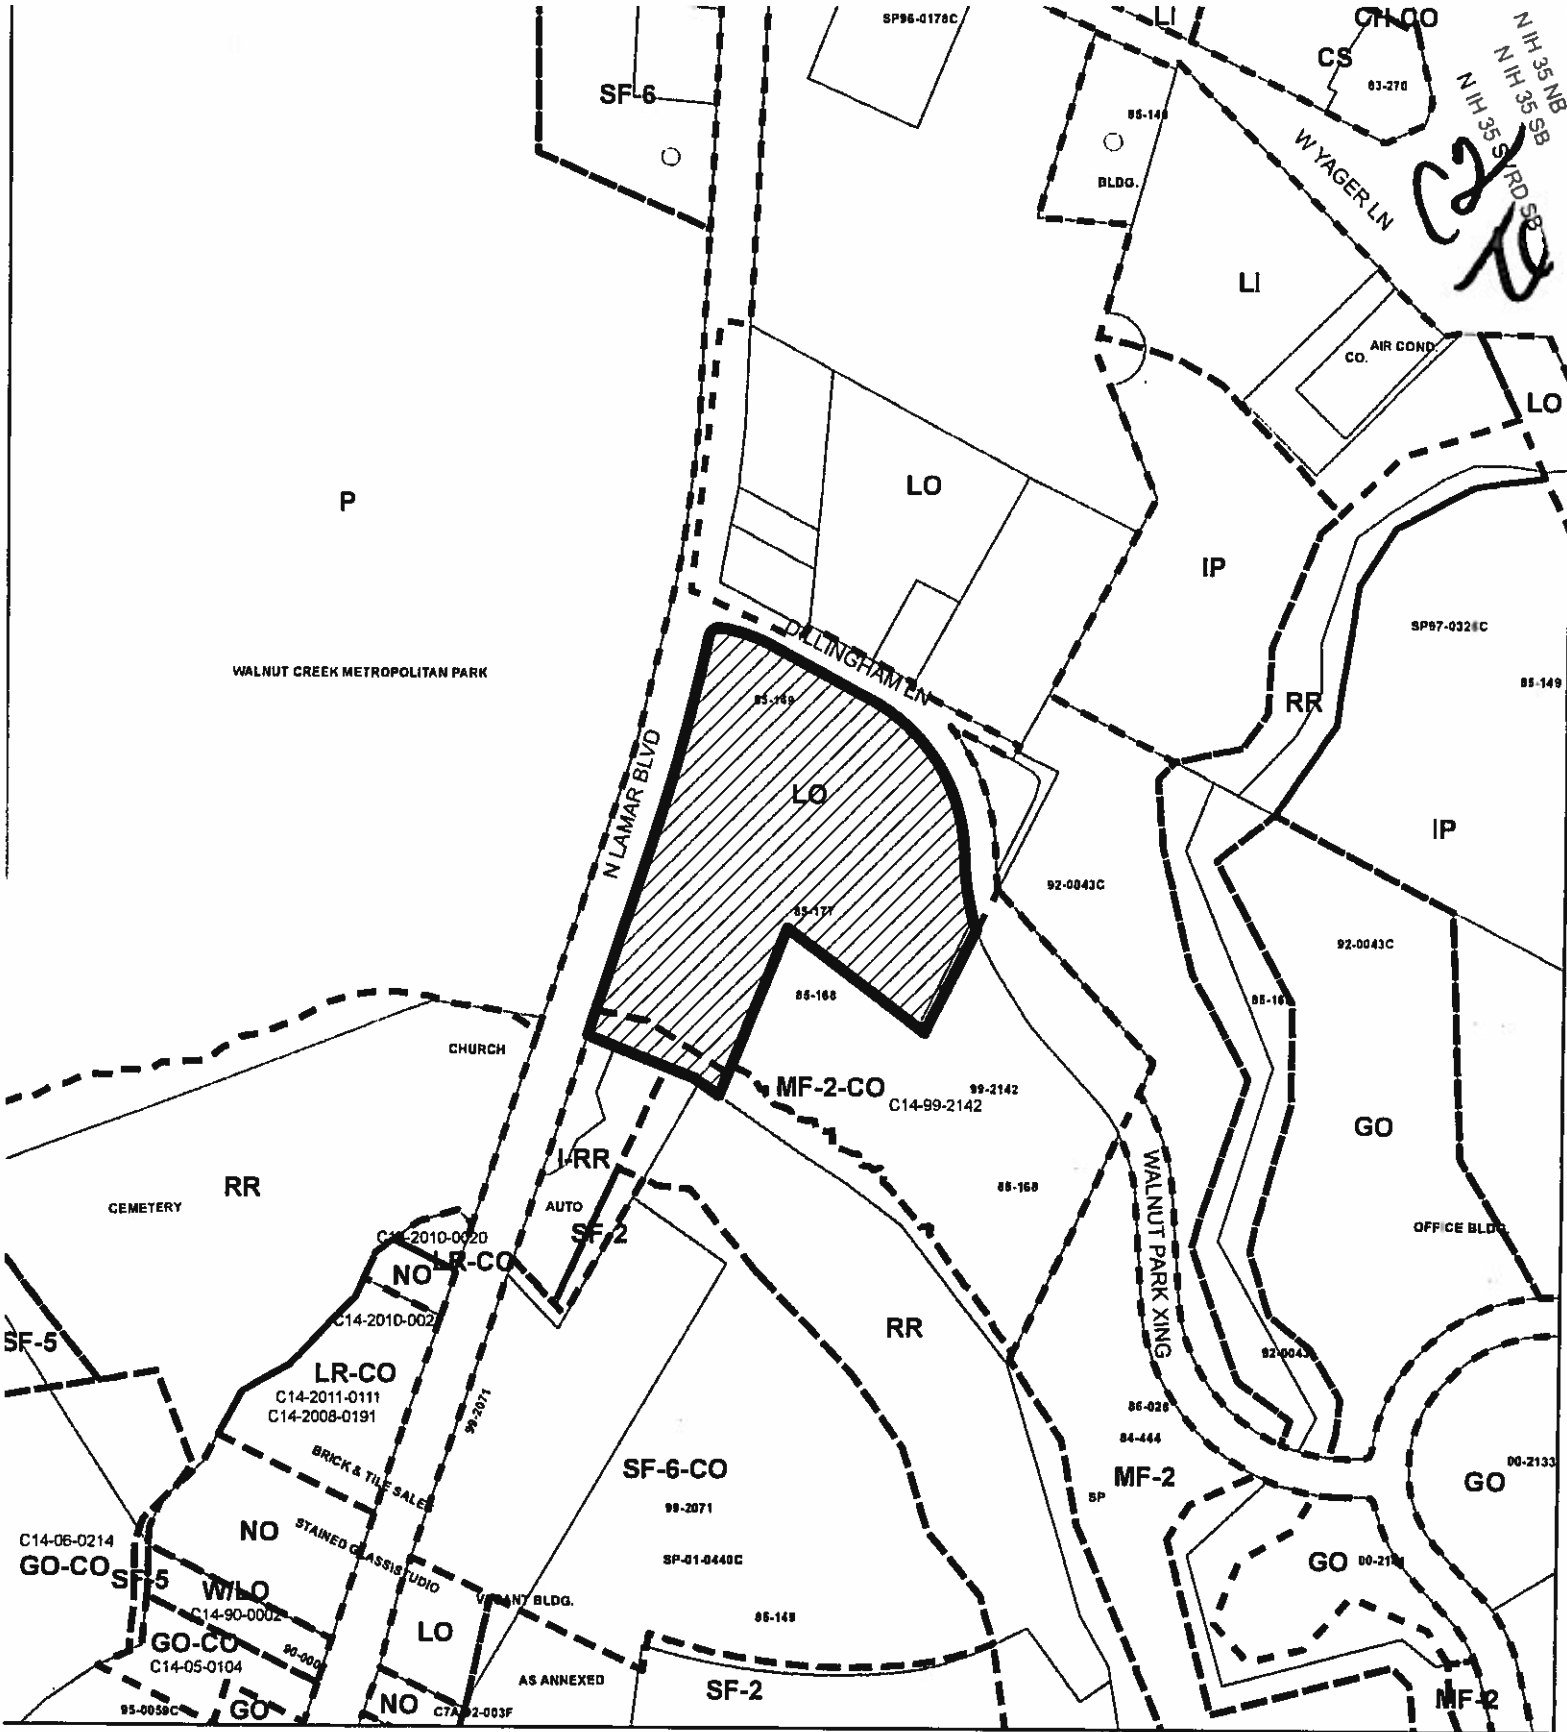 SP96-0178C
LI
CH-CO
N IH 35 NB
N IH 35 SB
N IH 35 SVRD SB
CS
83-270
SF-6
BLDG.
W YAGER LN
C2
LI
AIR COND.
CO.
LO
P
LO
IP
SP97-0326C
WALNUT CREEK METROPOLITAN PARK
DILLINGHAM LN
85-149
RR
85-149
N LAMAR BLVD
LO
IP
92-0043C
85-177
92-0043C
85-168
CHURCH
MF-2-CO
99-2142
C14-99-2142
GO
I-RR
RR
85-168
CEMETERY
AUTO
SF-2
WALNUT PARK XING
OFFICE BLDG.
C14-2010-0020
LR-CO
NO
SF-5
RR
LR-CO
C14-2011-0111
C14-2008-0191
99-2071
86-026
84-444
BRICK & TILE SALES
SF-6-CO
MF-2
SP
GO
00-2133
99-2071
NO
STAINED GLASS/STUDIO
C14-06-0214
GO-CO
SF-5
SP-01-0440C
GO
W/LO
C14-90-0002
VACANT BLDG.
LO
85-149
GO-CO
C14-05-0104
AS ANNEXED
SF-2
95-0059C
GO
NO
MF-2